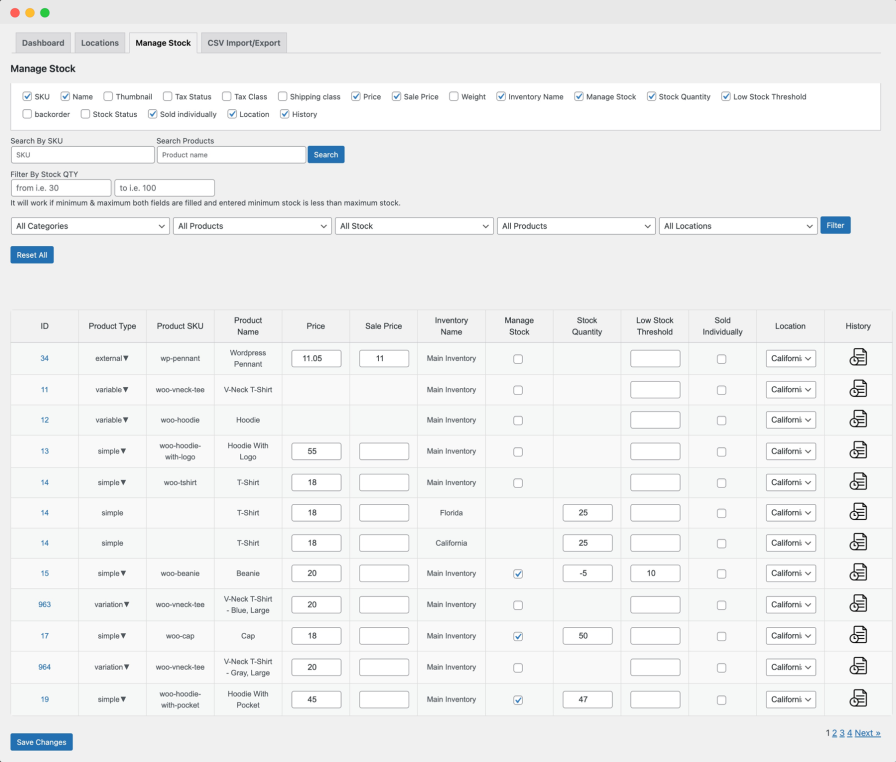 Dashboard Locations Manage Stock CSV Import/Export
Manage Stock
SKU Name Thumbnail Tax Status Tax Class Shipping class Price Sale Price Weight Inventory Name Manage Stock Stock Quantity Low Stock Threshold
backorder Stock Status Sold individually Location History
Search By SKU Search Products
SKU Product name Search
Filter By Stock QTY
from i.e. 30 to i.e. 100
It will work if minimum & maximum both fields are filled and entered minimum stock is less than maximum stock.
All Categories All Products All Stock All Products All Locations Filter
Reset All
ID Product Type Product SKU Product Name Price Sale Price Inventory Name Manage Stock Stock Quantity Low Stock Threshold Sold Individually Location History
34 external▼ wp-pennant Wordpress Pennant 11.05 11 Main Inventory Californi
11 variable▼ woo-vneck-tee V-Neck T-Shirt Main Inventory Californi
12 variable▼ woo-hoodie Hoodie Main Inventory Californi
13 simple▼ woo-hoodie-with-logo Hoodie With Logo 55 Main Inventory Californi
14 simple▼ woo-tshirt T-Shirt 18 Main Inventory Californi
14 simple T-Shirt 18 Florida 25 Californi
14 simple T-Shirt 18 California 25 Californi
15 simple▼ woo-beanie Beanie 20 Main Inventory -5 10 Californi
963 variation▼ woo-vneck-tee V-Neck T-Shirt - Blue, Large 20 Main Inventory Californi
17 simple▼ woo-cap Cap 18 Main Inventory 50 Californi
964 variation▼ woo-vneck-tee V-Neck T-Shirt - Gray, Large 20 Main Inventory Californi
19 simple▼ woo-hoodie-with-pocket Hoodie With Pocket 45 Main Inventory 47 Californi
1 2 3 4 Next »
Save Changes